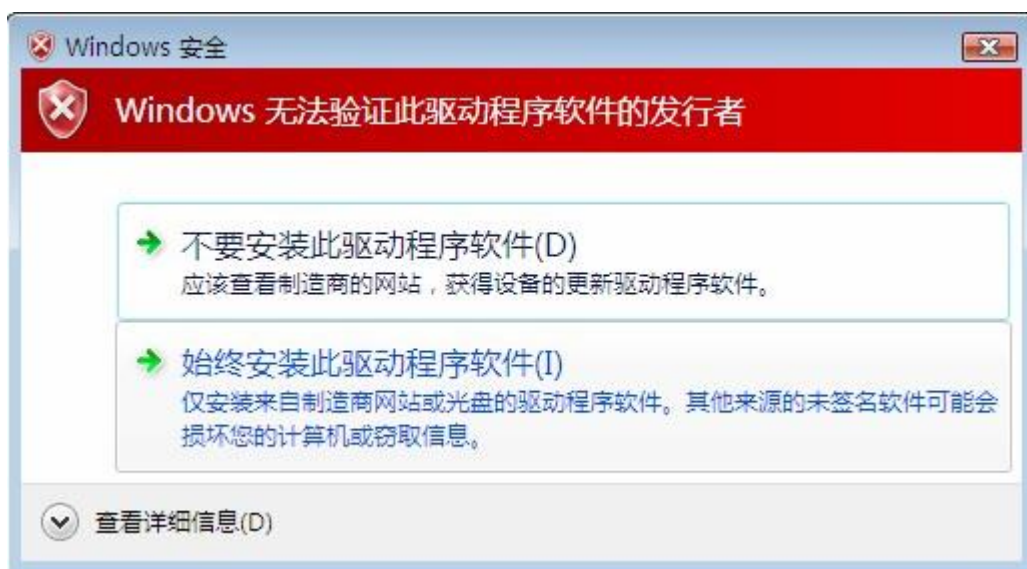 Windows 安全
Windows 无法验证此驱动程序软件的发行者
不要安装此驱动程序软件(D)
应该查看制造商的网站，获得设备的更新驱动程序软件。
始终安装此驱动程序软件(I)
仅安装来自制造商网站或光盘的驱动程序软件。其他来源的未签名软件可能会
损坏您的计算机或窃取信息。
查看详细信息(D)